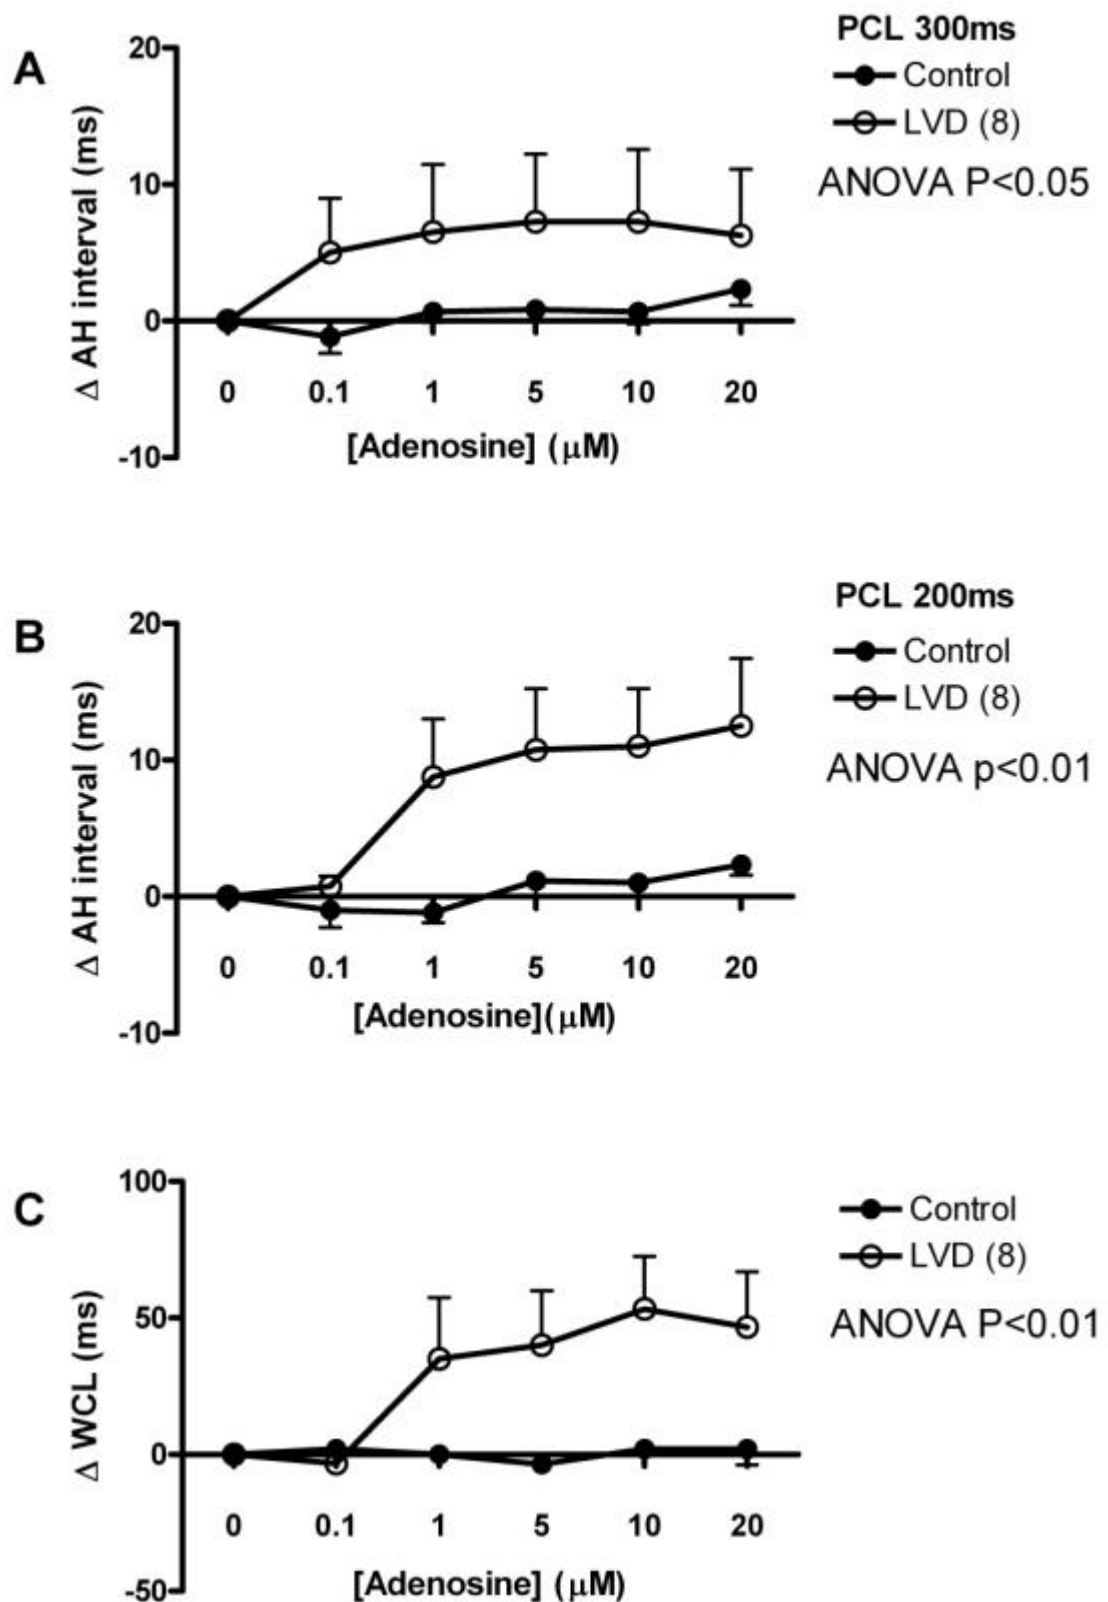 A
PCL 300ms
Control
LVD (8)
ANOVA P<0.05
Δ AH interval (ms)
20
10
0
-10
0 0.1 1 5 10 20
[Adenosine] (μM)
B
PCL 200ms
Control
LVD (8)
ANOVA p<0.01
Δ AH interval (ms)
20
10
0
-10
0 0.1 1 5 10 20
[Adenosine](μM)
C
Control
LVD (8)
ANOVA P<0.01
Δ WCL (ms)
100
50
0
-50
0 0.1 1 5 10 20
[Adenosine] (μM)